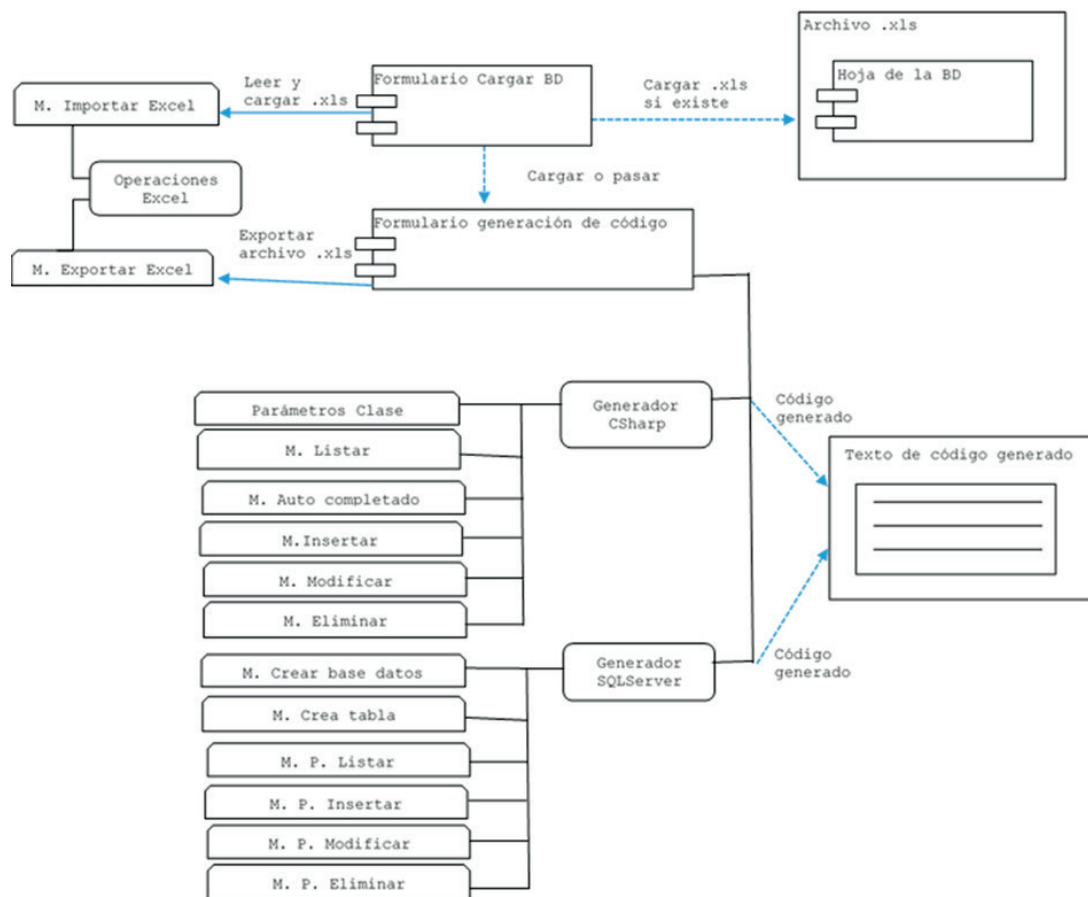 Archivo .xls
Hoja de la BD
Formulario Cargar BD
Leer y
cargar .xls
Cargar .xls
si existe
M. Importar Excel
Operaciones
Excel
Cargar o pasar
Formulario generación de código
Exportar
archivo .xls
M. Exportar Excel
Parámetros Clase
M. Listar
M. Auto completado
M.Insertar
M. Modificar
M. Eliminar
Generador
CSharp
Código
generado
Texto de código generado
M. Crear base datos
M. Crea tabla
M. P. Listar
M. P. Insertar
M. P. Modificar
M. P. Eliminar
Generador
SQLServer
Código
generado